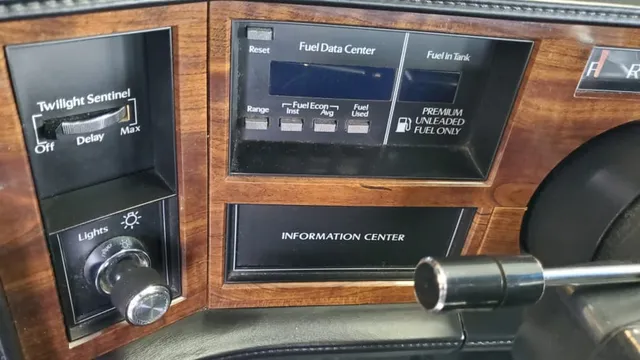 Twilight Sentinel
Off Delay Max
Lights
Reset
Fuel Data Center
Fuel in Tank
Range
Fuel Econ
Inst Avg
Fuel
Used
PREMIUM
UNLEADED
FUEL ONLY
INFORMATION CENTER
P R